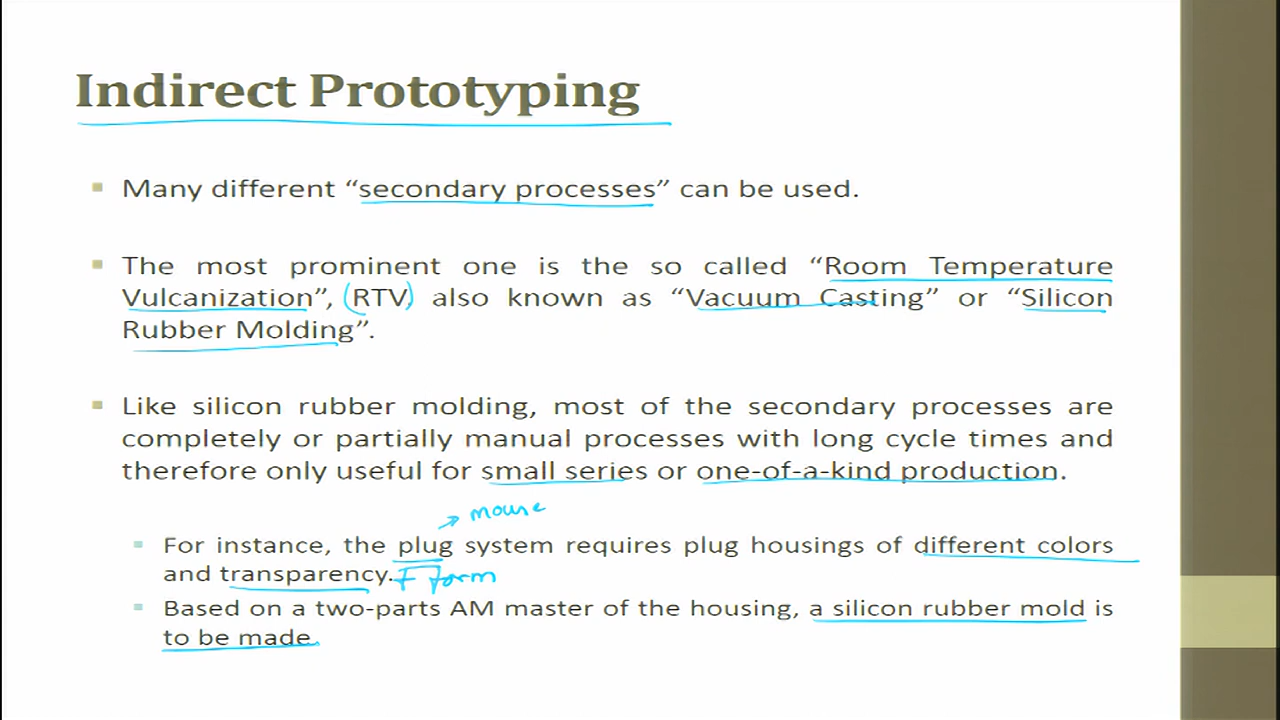 Indirect Prototyping
Many different “secondary processes” can be used.
The most prominent one is the so called “Room Temperature
Vulcanization”, (RTV) also known as “Vacuum Casting” or “Silicon
Rubber Molding”.
Like silicon rubber molding, most of the secondary processes are
completely or partially manual processes with long cycle times and
therefore only useful for small series or one-of-a-kind production.
mouse
For instance, the plug system requires plug housings of different colors
and transparency. form
Based on a two-parts AM master of the housing, a silicon rubber mold is
to be made.